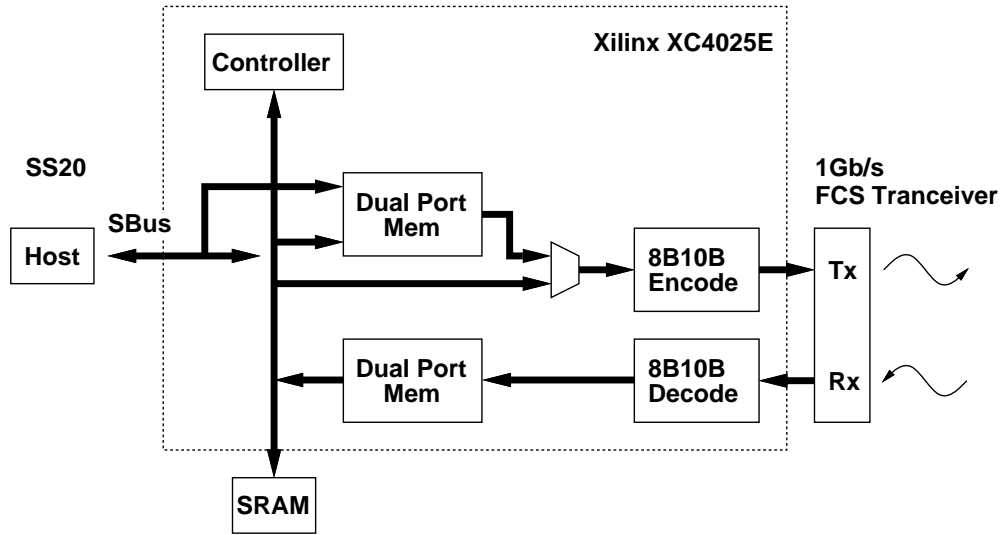 Xilinx XC4025E
Controller
SS20
1Gb/s
FCS Tranceiver
Dual Port
Mem
SBus
Host
8B10B
Encode
Tx
Dual Port
Mem
8B10B
Decode
Rx
SRAM